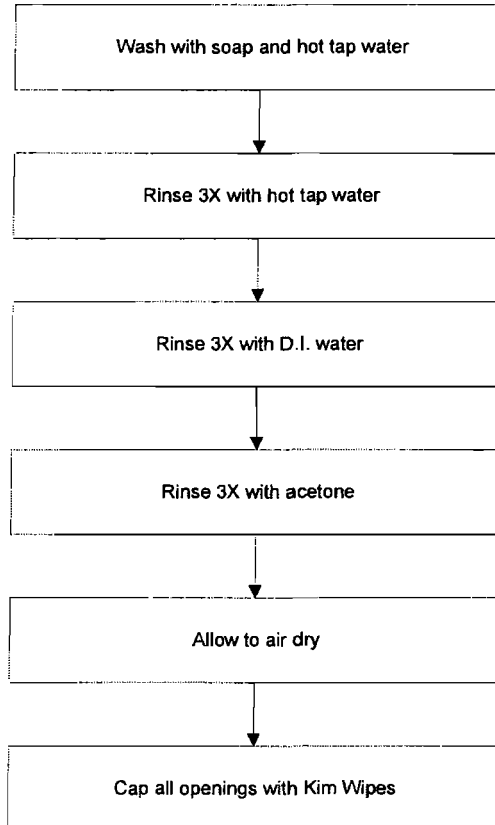 Wash with soap and hot tap water
Rinse 3X with hot tap water
Rinse 3X with D.I. water
Rinse 3X with acetone
Allow to air dry
Cap all openings with Kim Wipes